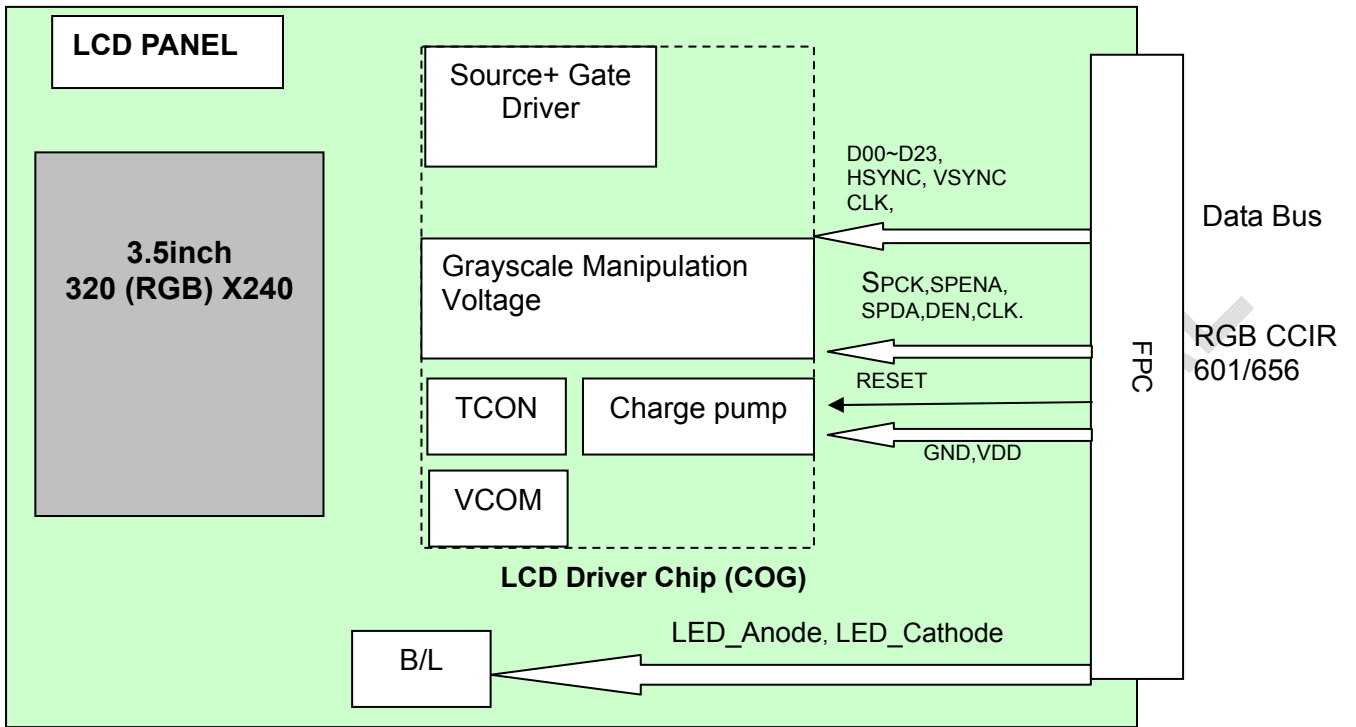 LCD PANEL
Source+ Gate
Driver
D00~D23,
HSYNC, VSYNC
CLK,
Data Bus
3.5inch
320 (RGB) X240
Grayscale Manipulation
Voltage
SPCK,SPENA,
SPDA,DEN,CLK.
FPC
RGB CCIR
601/656
RESET
TCON
Charge pump
GND,VDD
VCOM
LCD Driver Chip (COG)
LED_Anode, LED_Cathode
B/L